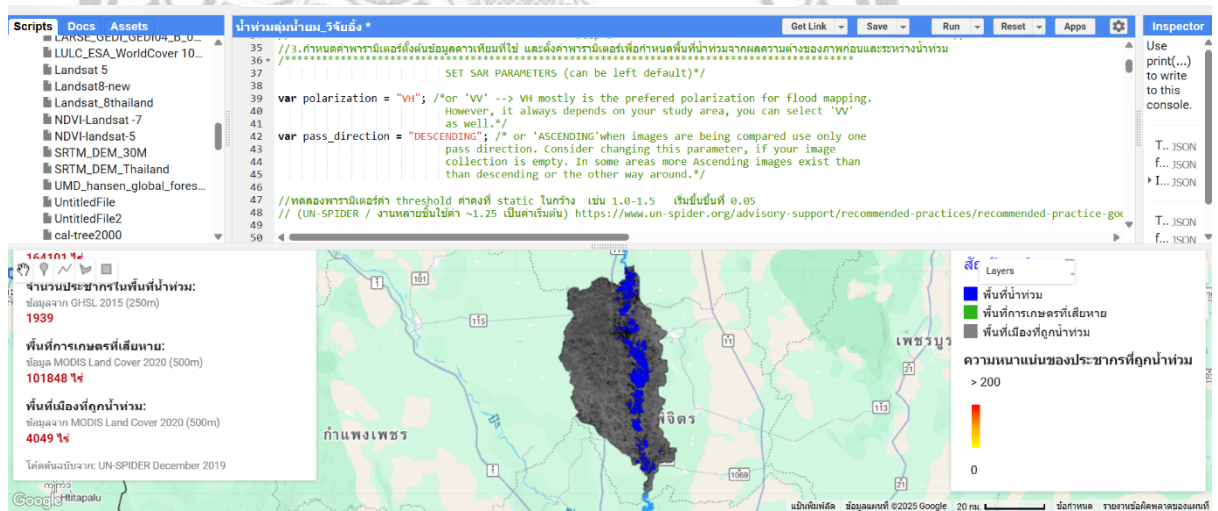 Scripts Docs Assets
LARSE_GEDI_GEDI04_B_0...
LULC_ESA_WorldCover 10...
Landsat 5
Landsat8-new
Landsat_8thailand
NDVI-Landsat -7
NDVI-landsat-5
SRTM_DEM_30M
SRTM_DEM_Thailand
UMD_hansen_global_fores...
UntitledFile
UntitledFile2
cal-tree2000
น้ำท่วมลุ่มน้ำยม_วิจัยอิ้ง *
Get Link Save Run Reset Apps
35 //3.กำหนดค่าพารามิเตอร์ตั้งต้นข้อมูลดาวเทียมที่ใช้ และตั้งค่าพารามิเตอร์เพื่อกำหนดพื้นที่น้ำท่วมจากผลความต่างของภาพก่อนและระหว่างน้ำท่วม
36
37 SET SAR PARAMETERS (can be left default)*/
38
39 var polarization = "VH"; /*or 'VV' --> VH mostly is the prefered polarization for flood mapping.
40 However, it always depends on your study area, you can select 'VV'
41 as well.*/
42 var pass_direction = "DESCENDING"; /* or 'ASCENDING'when images are being compared use only one
43 pass direction. Consider changing this parameter, if your image
44 collection is empty. In some areas more Ascending images exist than
45 than descending or the other way around.*/
46
47 //ทดลองพารามิเตอร์ค่า threshold ค่าคงที่ static ในกว้าง เช่น 1.0-1.5 เริ่มขึ้นขึ้นที่ 0.05
48 // (UN-SPIDER / งานหลายชิ้นใช้ค่า ~1.25 เป็นค่าเริ่มต้น) https://www.un-spider.org/advisory-support/recommended-practices/recommended-practice-goo
49
50
Inspector
Use
print(...)
to write
to this
console.
T.. JSON
f... JSON
I... JSON
T.. JSON
f... JSON
164101 ไร่
จำนวนประชากรในพื้นที่น้ำท่วม:
ข้อมูลจาก GHSL 2015 (250m)
1939
พื้นที่การเกษตรที่เสียหาย:
ข้อมูล MODIS Land Cover 2020 (500m)
101848 ไร่
พื้นที่เมืองที่ถูกน้ำท่วม:
ข้อมูลจาก MODIS Land Cover 2020 (500m)
4049 ไร่
โค้ดต้นฉบับจาก: UN-SPIDER December 2019
Htitapalu
Google
101
115
11
1
กำแพงเพชร
ปิง
พิจิตร
1
113
1069
21
21
เพชรบูร
Layers
พื้นที่น้ำท่วม
พื้นที่การเกษตรที่เสียหาย
พื้นที่เมืองที่ถูกน้ำท่วม
ความหนาแน่นของประชากรที่ถูกน้ำท่วม
> 200
0
แป้นพิมพ์ลัด ข้อมูลแผนที่ ©2025 Google 20 กม. ข้อกำหนด รายงานข้อผิดพลาดของแผนที่